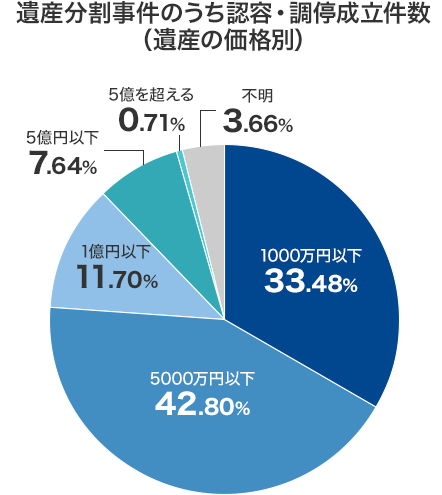 遺産分割事件のうち認容・調停成立件数
（遺産の価格別）
5億を超える
0.71%
不明
3.66%
5億円以下
7.64%
1億円以下
11.70%
1000万円以下
33.48%
5000万円以下
42.80%